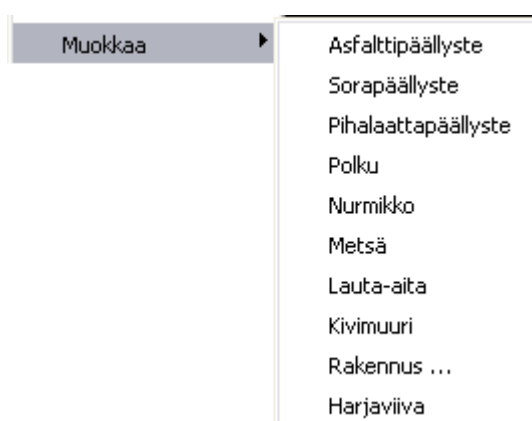 Muokkaa
Asfalttipäällyste
Sorapäällyste
Pihalaattapäällyste
Polku
Nurmikko
Metsä
Lauta-aita
Kivimuuri
Rakennus ...
Harjaviiva